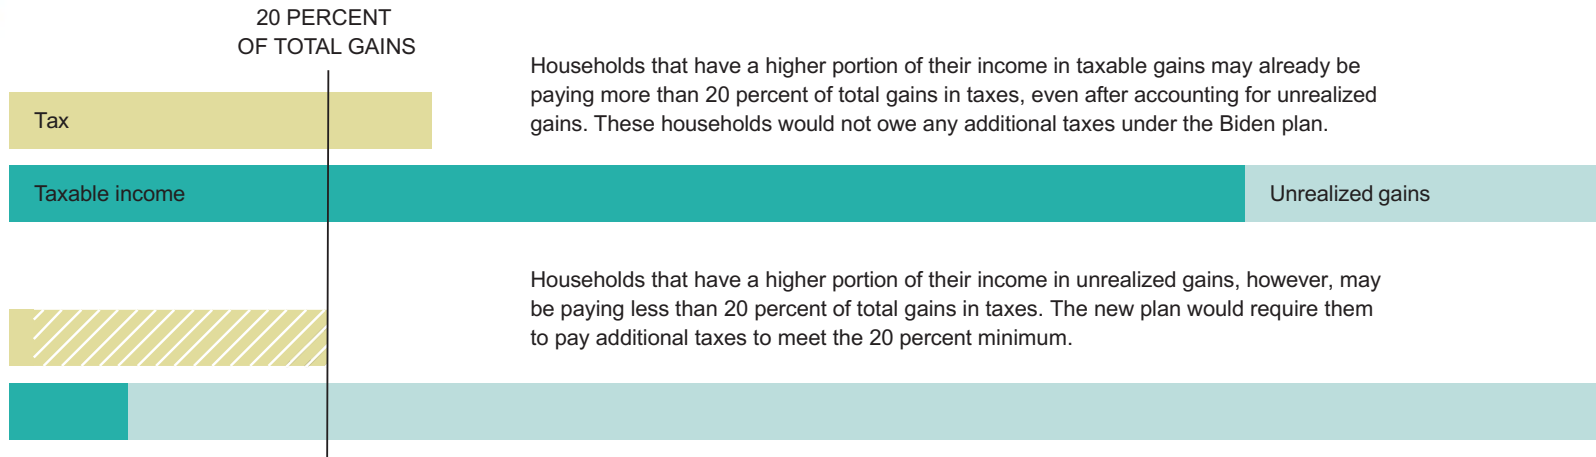 20 PERCENT
OF TOTAL GAINS
Households that have a higher portion of their income in taxable gains may already be
paying more than 20 percent of total gains in taxes, even after accounting for unrealized
gains. These households would not owe any additional taxes under the Biden plan.
Tax
Taxable income
Unrealized gains
Households that have a higher portion of their income in unrealized gains, however, may
be paying less than 20 percent of total gains in taxes. The new plan would require them
to pay additional taxes to meet the 20 percent minimum.